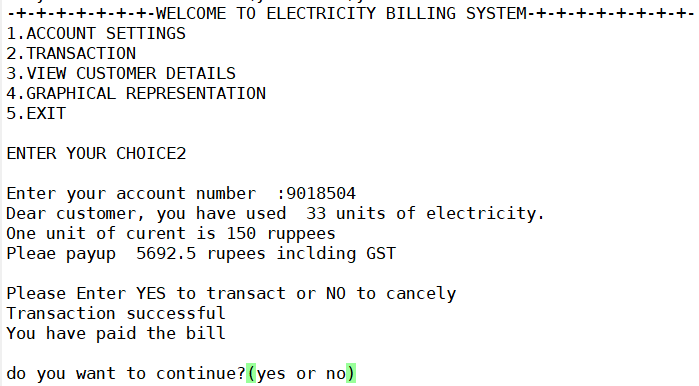 -+-+-+-+-+-+-WELCOME TO ELECTRICITY BILLING SYSTEM-+-+-+-+-+-+-+-
1.ACCOUNT SETTINGS
2.TRANSACTION
3.VIEW CUSTOMER DETAILS
4.GRAPHICAL REPRESENTATION
5.EXIT
ENTER YOUR CHOICE2
Enter your account number  :9018504
Dear customer, you have used  33 units of electricity.
One unit of curent is 150 ruppees
Pleae payup  5692.5 rupees inclding GST
Please Enter YES to transact or NO to cancely
Transaction successful
You have paid the bill
do you want to continue?(yes or no)